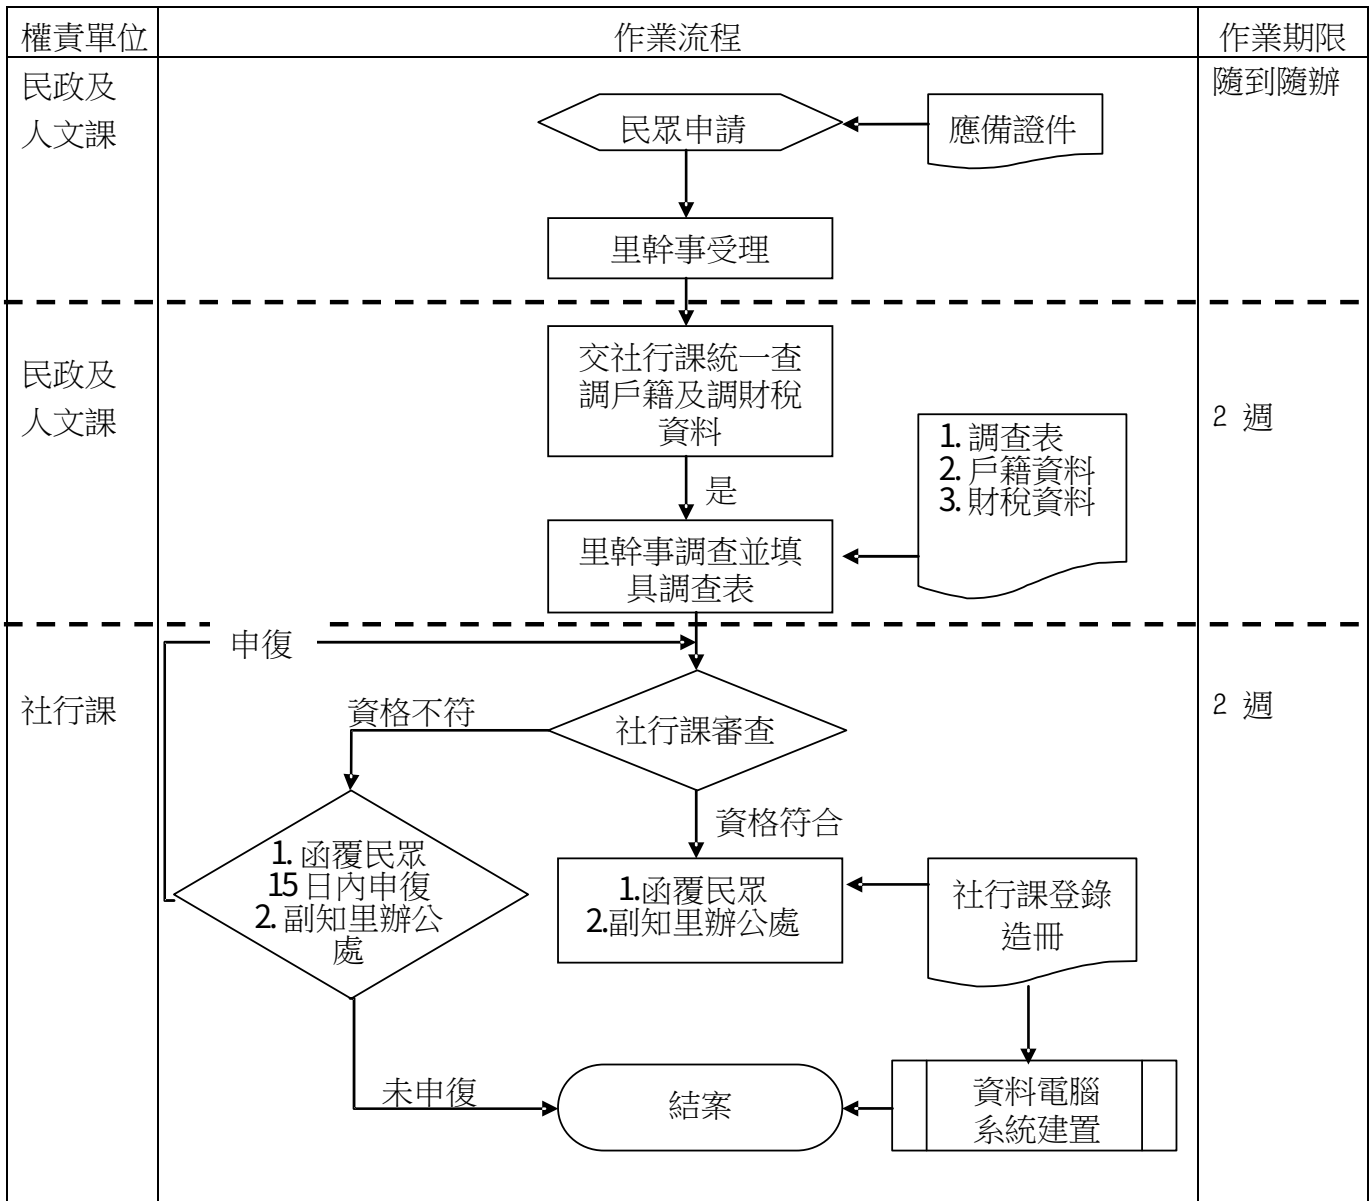 權責單位
作業流程
作業期限
民政及
人文課
隨到隨辦
民眾申請
應備證件
里幹事受理
民政及
人文課
交社行課統一查
調戶籍及調財稅
資料
2 週
1. 調查表
2. 戶籍資料
3. 財稅資料
是
里幹事調查並填
具調查表
申復
社行課
資格不符
社行課審查
2 週
資格符合
1. 函覆民眾
15 日內申復
2. 副知里辦公
處
1.函覆民眾
2.副知里辦公處
社行課登錄
造冊
未申復
結案
資料電腦
系統建置